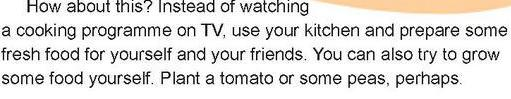 How about this? Instead of watching
a cooking programme on TV, use your kitchen and prepare some
fresh food for yourself and your friends. You can also try to grow
some food yourself. Plant a tomato or some peas, perhaps.